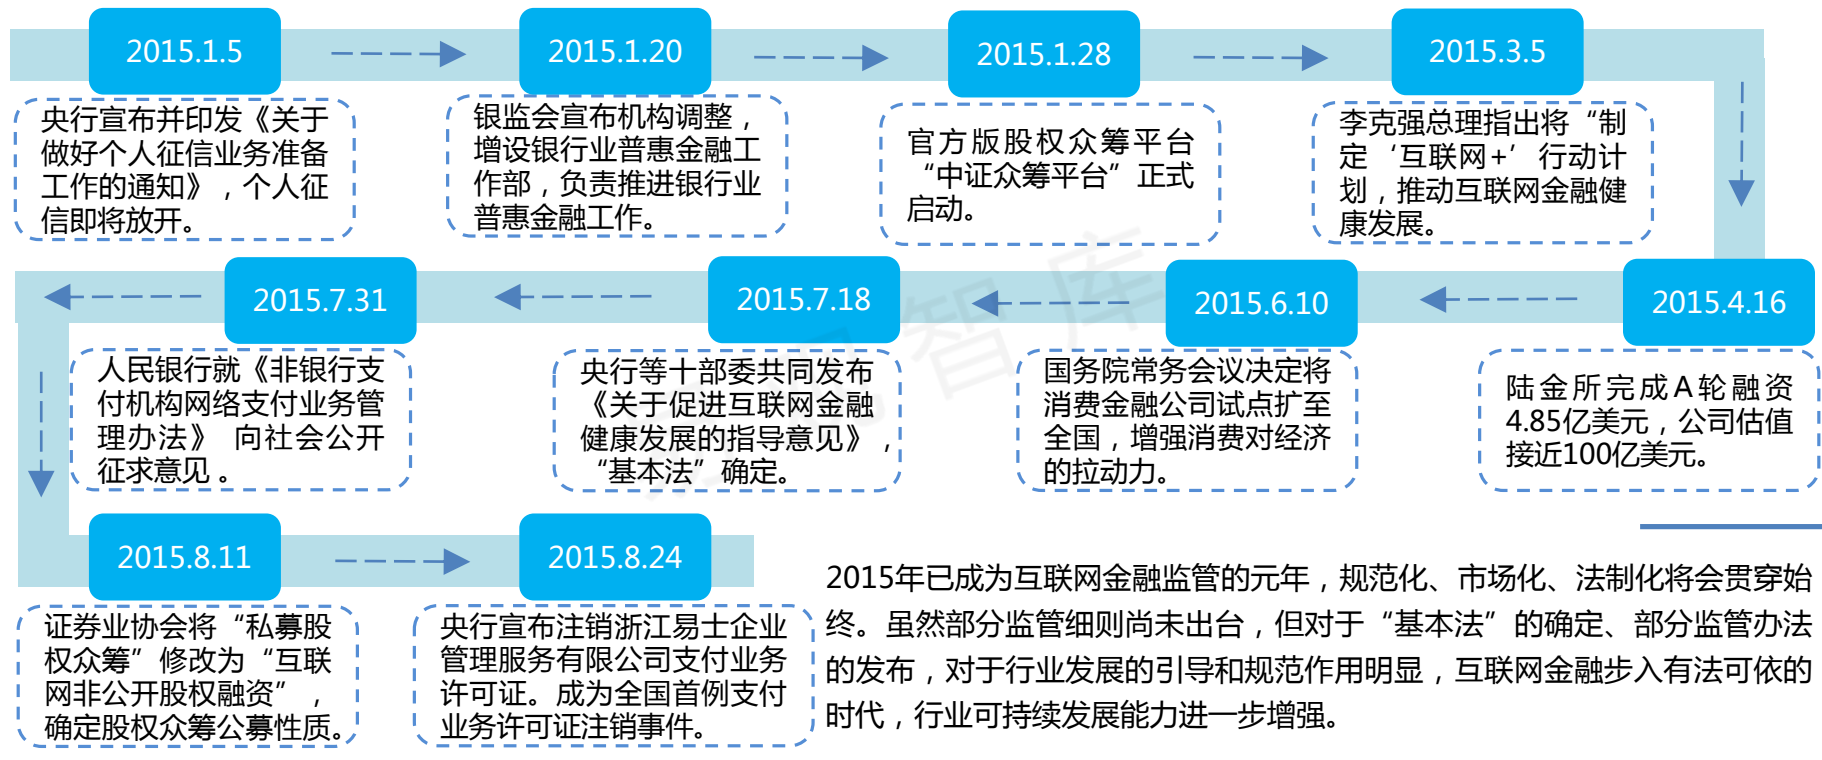 2015.1.5
央行宣布并印发《关于
做好个人征信业务准备
工作的通知》，个人征
信即将放开。
2015.1.20
银监会宣布机构调整，
增设银行业普惠金融工
作部，负责推进银行业
普惠金融工作。
2015.1.28
官方版股权众筹平台
“中证众筹平台”正式
启动。
2015.3.5
李克强总理指出将“制
定‘互联网+’行动计
划，推动互联网金融健
康发展。
2015.4.16
陆金所完成A轮融资
4.85亿美元，公司估值
接近100亿美元。
2015.6.10
国务院常务会议决定将
消费金融公司试点扩至
全国，增强消费对经济
的拉动力。
2015.7.18
央行等十部委共同发布
《关于促进互联网金融
健康发展的指导意见》，
“基本法”确定。
2015.7.31
人民银行就《非银行支
付机构网络支付业务管
理办法》 向社会公开
征求意见 。
2015.8.11
证券业协会将“私募股
权众筹”修改为“互联
网非公开股权融资”，
确定股权众筹公募性质。
2015.8.24
央行宣布注销浙江易士企业
管理服务有限公司支付业务
许可证。成为全国首例支付
业务许可证注销事件。
2015年已成为互联网金融监管的元年，规范化、市场化、法制化将会贯穿始
终。虽然部分监管细则尚未出台，但对于“基本法”的确定、部分监管办法
的发布，对于行业发展的引导和规范作用明显，互联网金融步入有法可依的
时代，行业可持续发展能力进一步增强。
智库